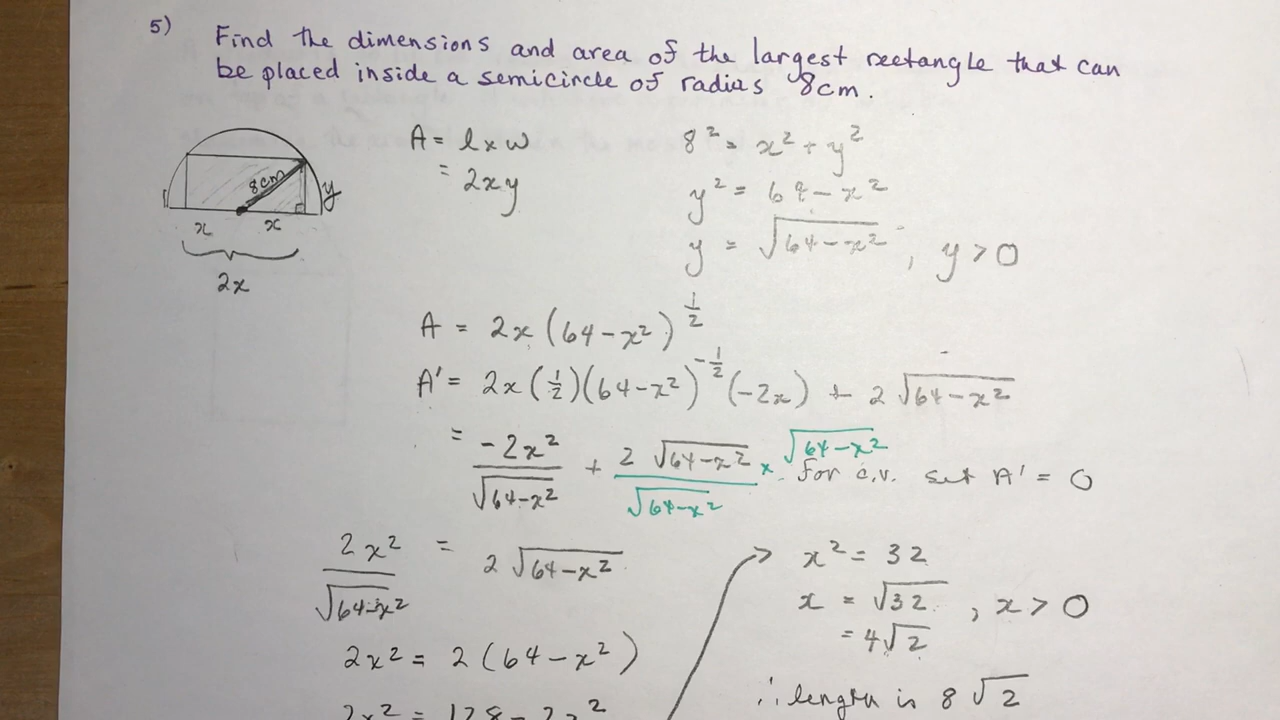 5) Find the dimensions and area of the largest rectangle that can
be placed inside a semicircle of radius 8cm.
8cm
y
x x
2x
A = l x w
= 2xy
8² = x² + y²
y² = 64 - x²
y = √(64-x²) , y > 0
A = 2x (64-x²)^(1/2)
A' = 2x (1/2)(64-x²)^(-1/2) (-2x) + 2 √(64-x²)
= -2x²/√(64-x²) + 2 √(64-x²)/√(64-x²) x √(64-x²) For c.v. set A' = 0
2x²/√(64-x²) = 2 √(64-x²)
2x² = 2 (64-x²)
2x² = 128 - 2x²
→ x² = 32
x = √32 , x > 0
= 4√2
∴ length is 8√2